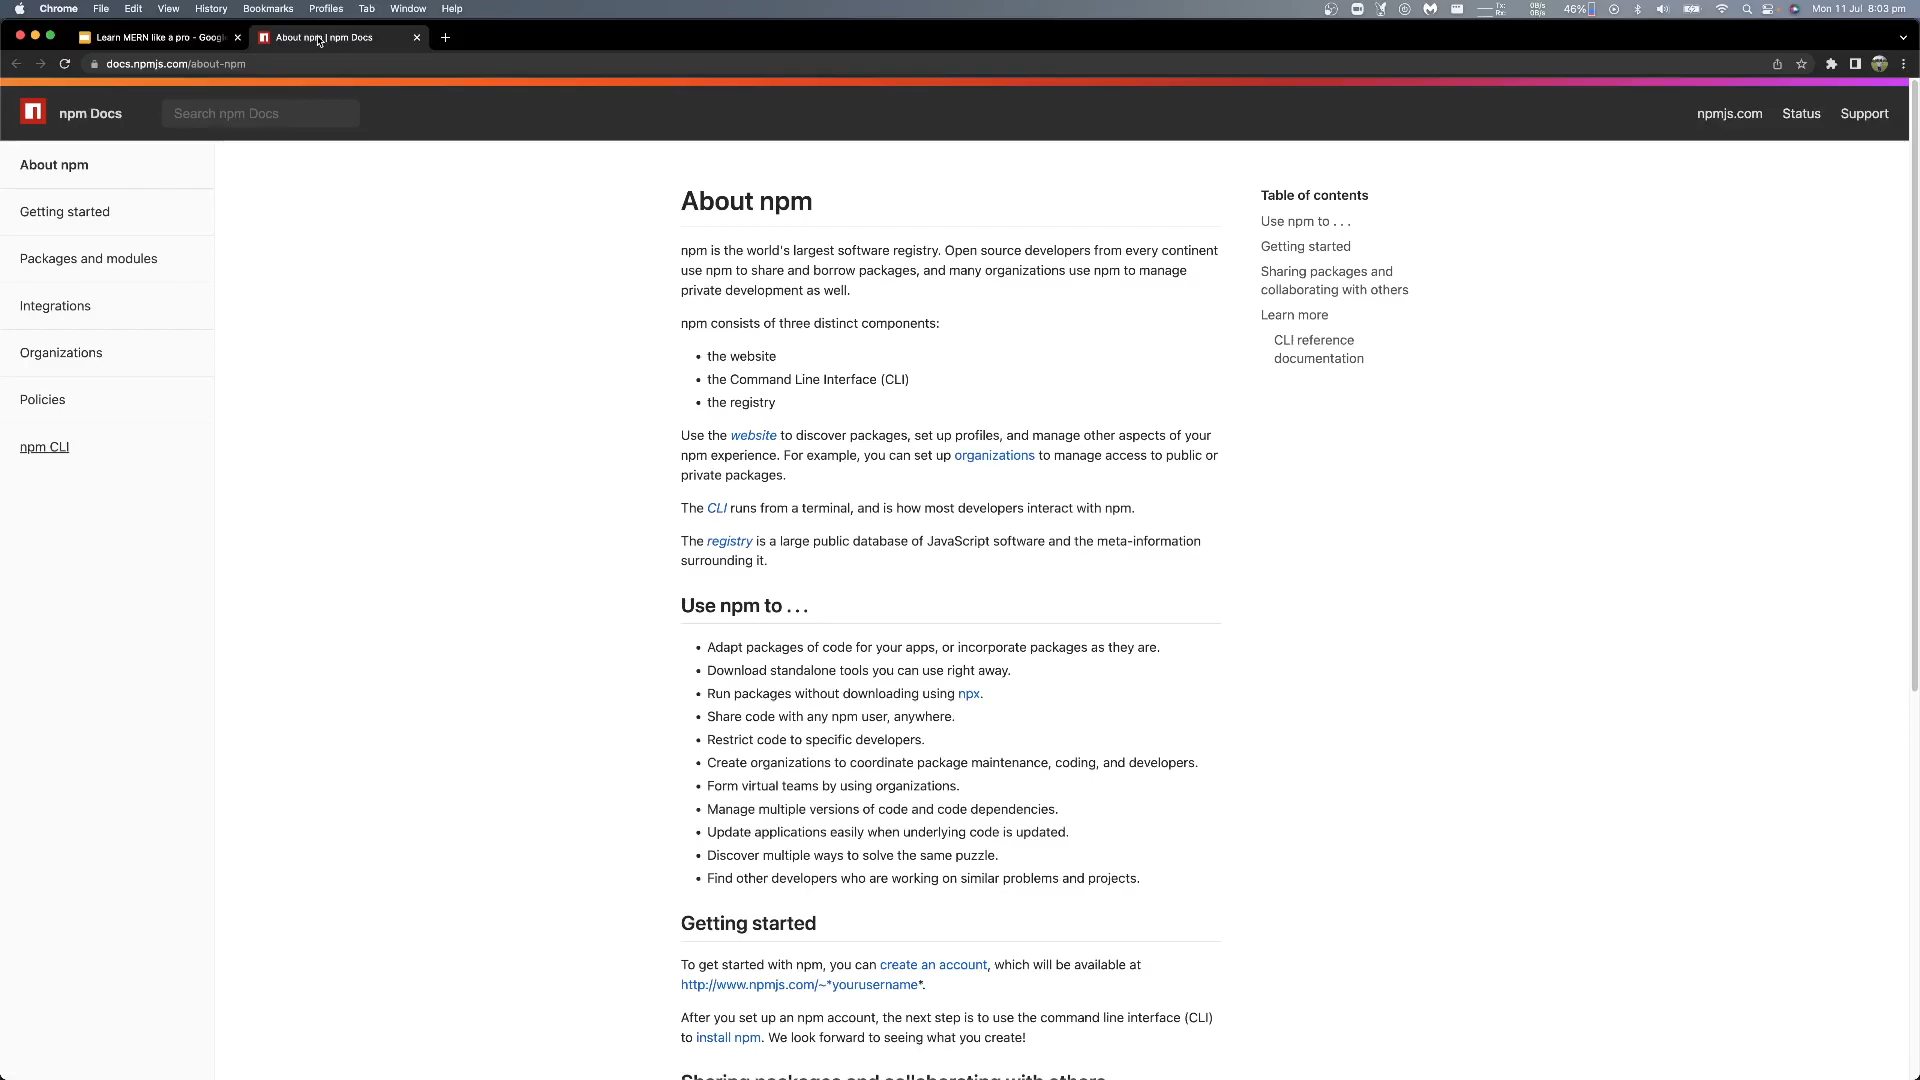 Chrome File Edit View History Bookmarks Profiles Tab Window Help
46% Mon 11 Jul 8:03 pm
Learn MERN like a pro - Goog
About npm | npm Docs
docs.npmjs.com/about-npm
npm Docs
Search npm Docs
npmjs.com Status Support
About npm
Getting started
Packages and modules
Integrations
Organizations
Policies
npm CLI
About npm
npm is the world's largest software registry. Open source developers from every continent
use npm to share and borrow packages, and many organizations use npm to manage
private development as well.
npm consists of three distinct components:
• the website
• the Command Line Interface (CLI)
• the registry
Use the website to discover packages, set up profiles, and manage other aspects of your
npm experience. For example, you can set up organizations to manage access to public or
private packages.
The CLI runs from a terminal, and is how most developers interact with npm.
The registry is a large public database of JavaScript software and the meta-information
surrounding it.
Use npm to . . .
• Adapt packages of code for your apps, or incorporate packages as they are.
• Download standalone tools you can use right away.
• Run packages without downloading using npx.
• Share code with any npm user, anywhere.
• Restrict code to specific developers.
• Create organizations to coordinate package maintenance, coding, and developers.
• Form virtual teams by using organizations.
• Manage multiple versions of code and code dependencies.
• Update applications easily when underlying code is updated.
• Discover multiple ways to solve the same puzzle.
• Find other developers who are working on similar problems and projects.
Getting started
To get started with npm, you can create an account, which will be available at
http://www.npmjs.com/~*yourusername*.
After you set up an npm account, the next step is to use the command line interface (CLI)
to install npm. We look forward to seeing what you create!
Sharing packages and collaborating with others
Table of contents
Use npm to . . .
Getting started
Sharing packages and
collaborating with others
Learn more
CLI reference
documentation